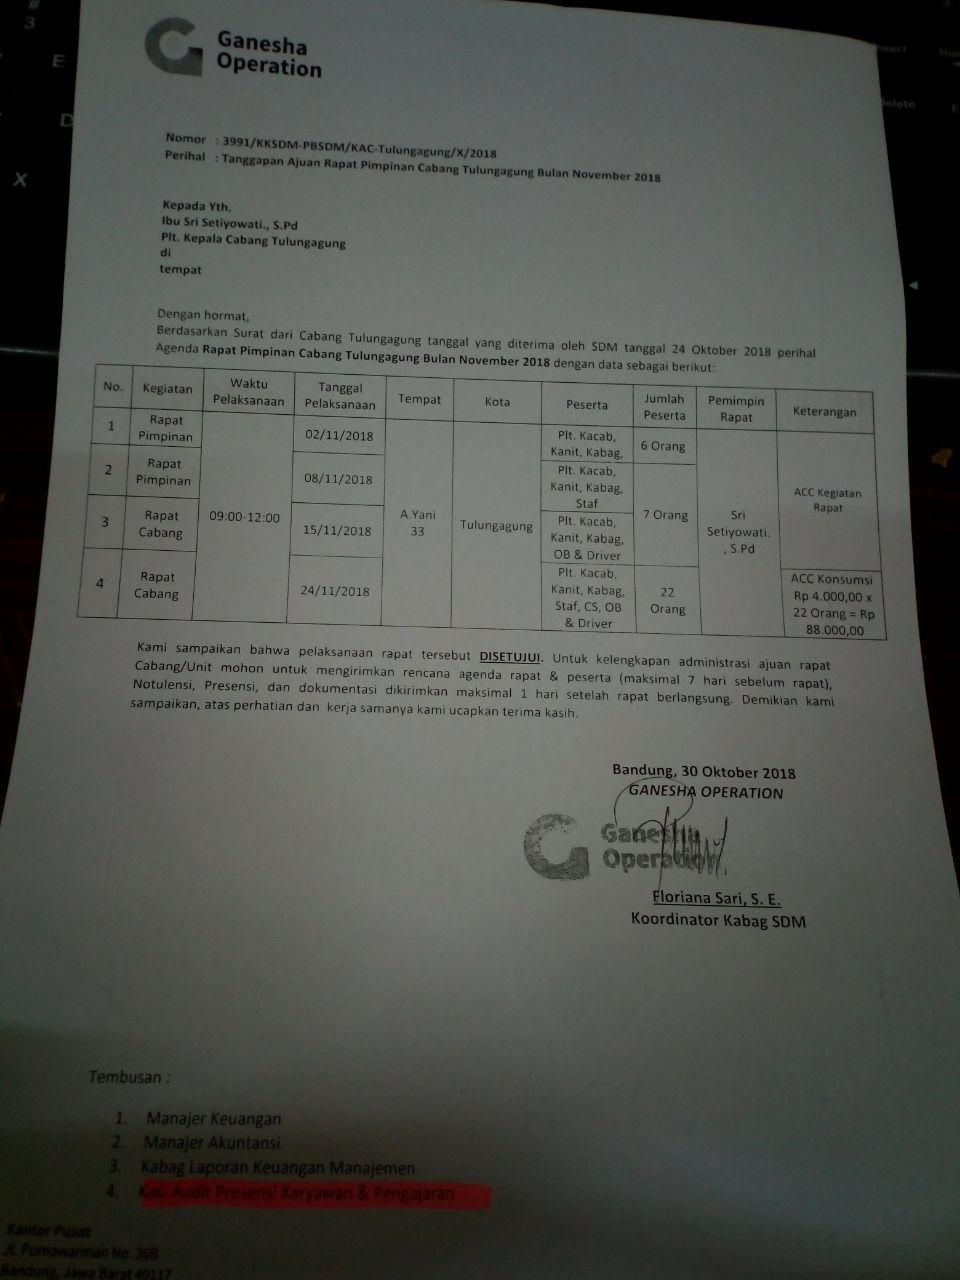 Ganesha
Operation
Nomor : 3991/KKSDM-PBSDM/KAC-Tulungagung/X/2018
Perihal : Tanggapan Ajuan Rapat Pimpinan Cabang Tulungagung Bulan November 2018
Kepada Yth.
Ibu Sri Setiyowati., S.Pd
Plt. Kepala Cabang Tulungagung
di
tempat
Dengan hormat,
Berdasarkan Surat dari Cabang Tulungagung tanggal yang diterima oleh SDM tanggal 24 Oktober 2018 perihal
Agenda Rapat Pimpinan Cabang Tulungagung Bulan November 2018 dengan data sebagai berikut:
No. Kegiatan Waktu Pelaksanaan Tanggal Pelaksanaan Tempat Kota Peserta Jumlah Peserta Pemimpin Rapat Keterangan
1 Rapat Pimpinan 09:00-12:00 02/11/2018 A.Yani 33 Tulungagung Plt. Kacab, Kanit, Kabag, 6 Orang Sri Setiyowati. , S.Pd ACC Kegiatan Rapat
2 Rapat Pimpinan 08/11/2018 Plt. Kacab, Kanit, Kabag, Staf 7 Orang
3 Rapat Cabang 15/11/2018 Plt. Kacab, Kanit, Kabag, OB & Driver
4 Rapat Cabang 24/11/2018 Plt. Kacab, Kanit, Kabag, Staf, CS, OB & Driver 22 Orang ACC Konsumsi Rp 4.000,00 x 22 Orang = Rp 88.000,00
Kami sampaikan bahwa pelaksanaan rapat tersebut DISETUJUI. Untuk kelengkapan administrasi ajuan rapat
Cabang/Unit mohon untuk mengirimkan rencana agenda rapat & peserta (maksimal 7 hari sebelum rapat),
Notulensi, Presensi, dan dokumentasi dikirimkan maksimal 1 hari setelah rapat berlangsung. Demikian kami
sampaikan, atas perhatian dan kerja samanya kami ucapkan terima kasih.
Bandung, 30 Oktober 2018
GANESHA OPERATION
Ganesha
Operation
Floriana Sari, S. E.
Koordinator Kabag SDM
Tembusan :
1. Manajer Keuangan
2. Manajer Akuntansi
3. Kabag Laporan Keuangan Manajemen
4. Kasi Audit Presensi Karyawan & Pengajaran
Kantor Pusat
Jl. Purnawarman No. 36B
Bandung, Jawa Barat 40117
#
3
E
D
X
Delete